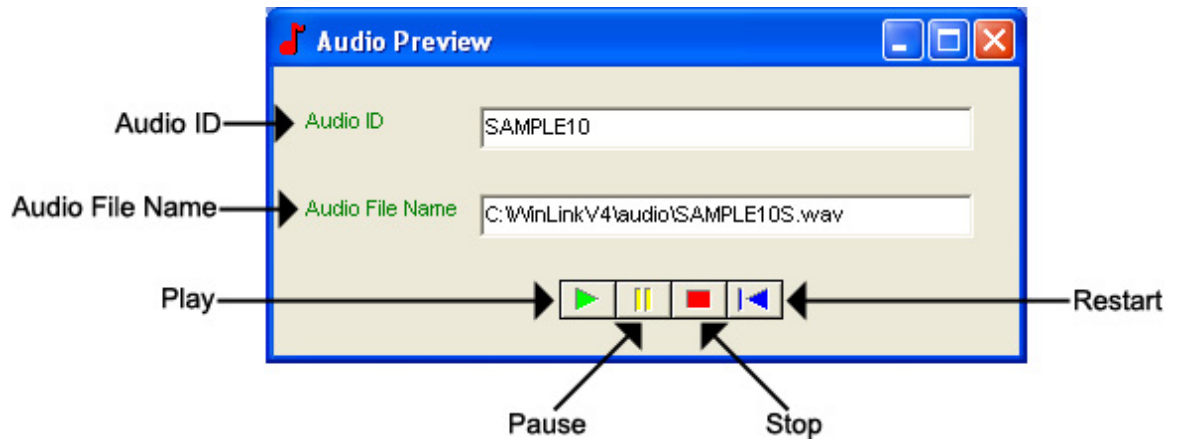 Audio Preview
Audio ID
Audio ID
SAMPLE10
Audio File Name
Audio File Name
C:\WinLinkV4\audio\SAMPLE10S.wav
Play
Restart
Pause
Stop